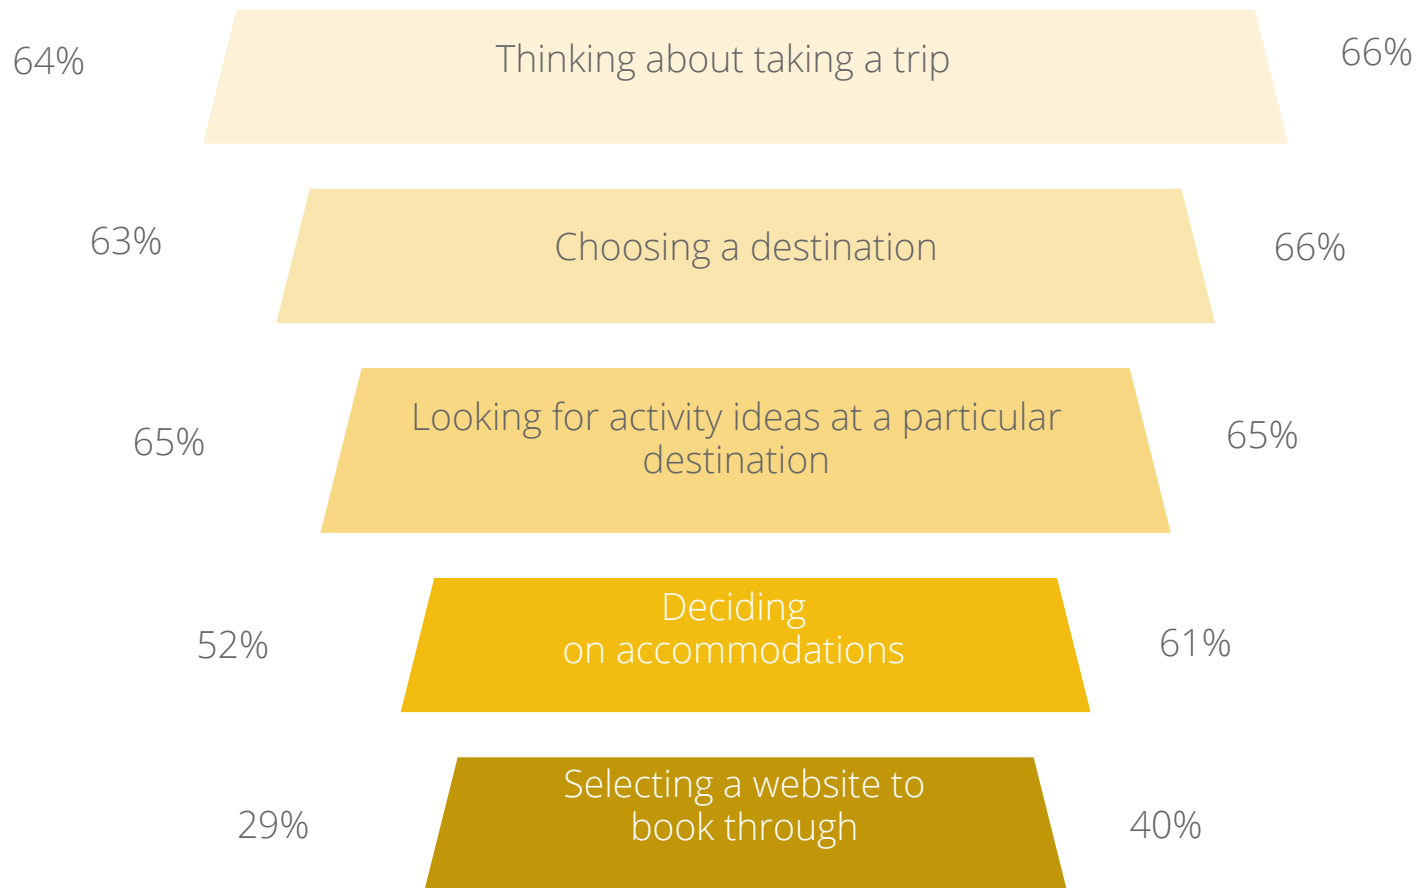 64%
Thinking about taking a trip
66%
63%
Choosing a destination
66%
65%
Looking for activity ideas at a particular
destination
65%
52%
Deciding
on accommodations
61%
29%
Selecting a website to
book through
40%